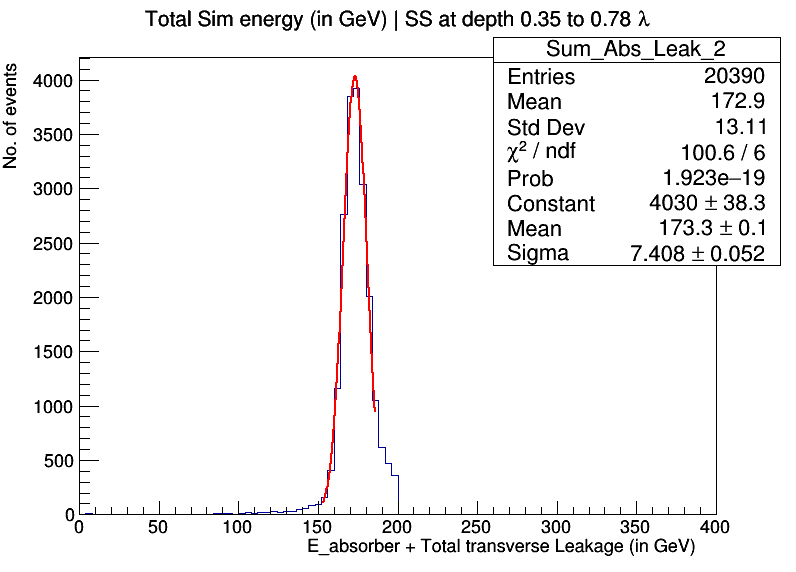 Total Sim energy (in GeV) | SS at depth 0.35 to 0.78 λ
Sum_Abs_Leak_2
Entries 20390
Mean 172.9
Std Dev 13.11
χ² / ndf 100.6 / 6
Prob 1.923e−19
Constant 4030 ± 38.3
Mean 173.3 ± 0.1
Sigma 7.408 ± 0.052
No. of events
4000
3500
3000
2500
2000
1500
1000
500
0
0 50 100 150 200 250 300 350 400
E_absorber + Total transverse Leakage (in GeV)